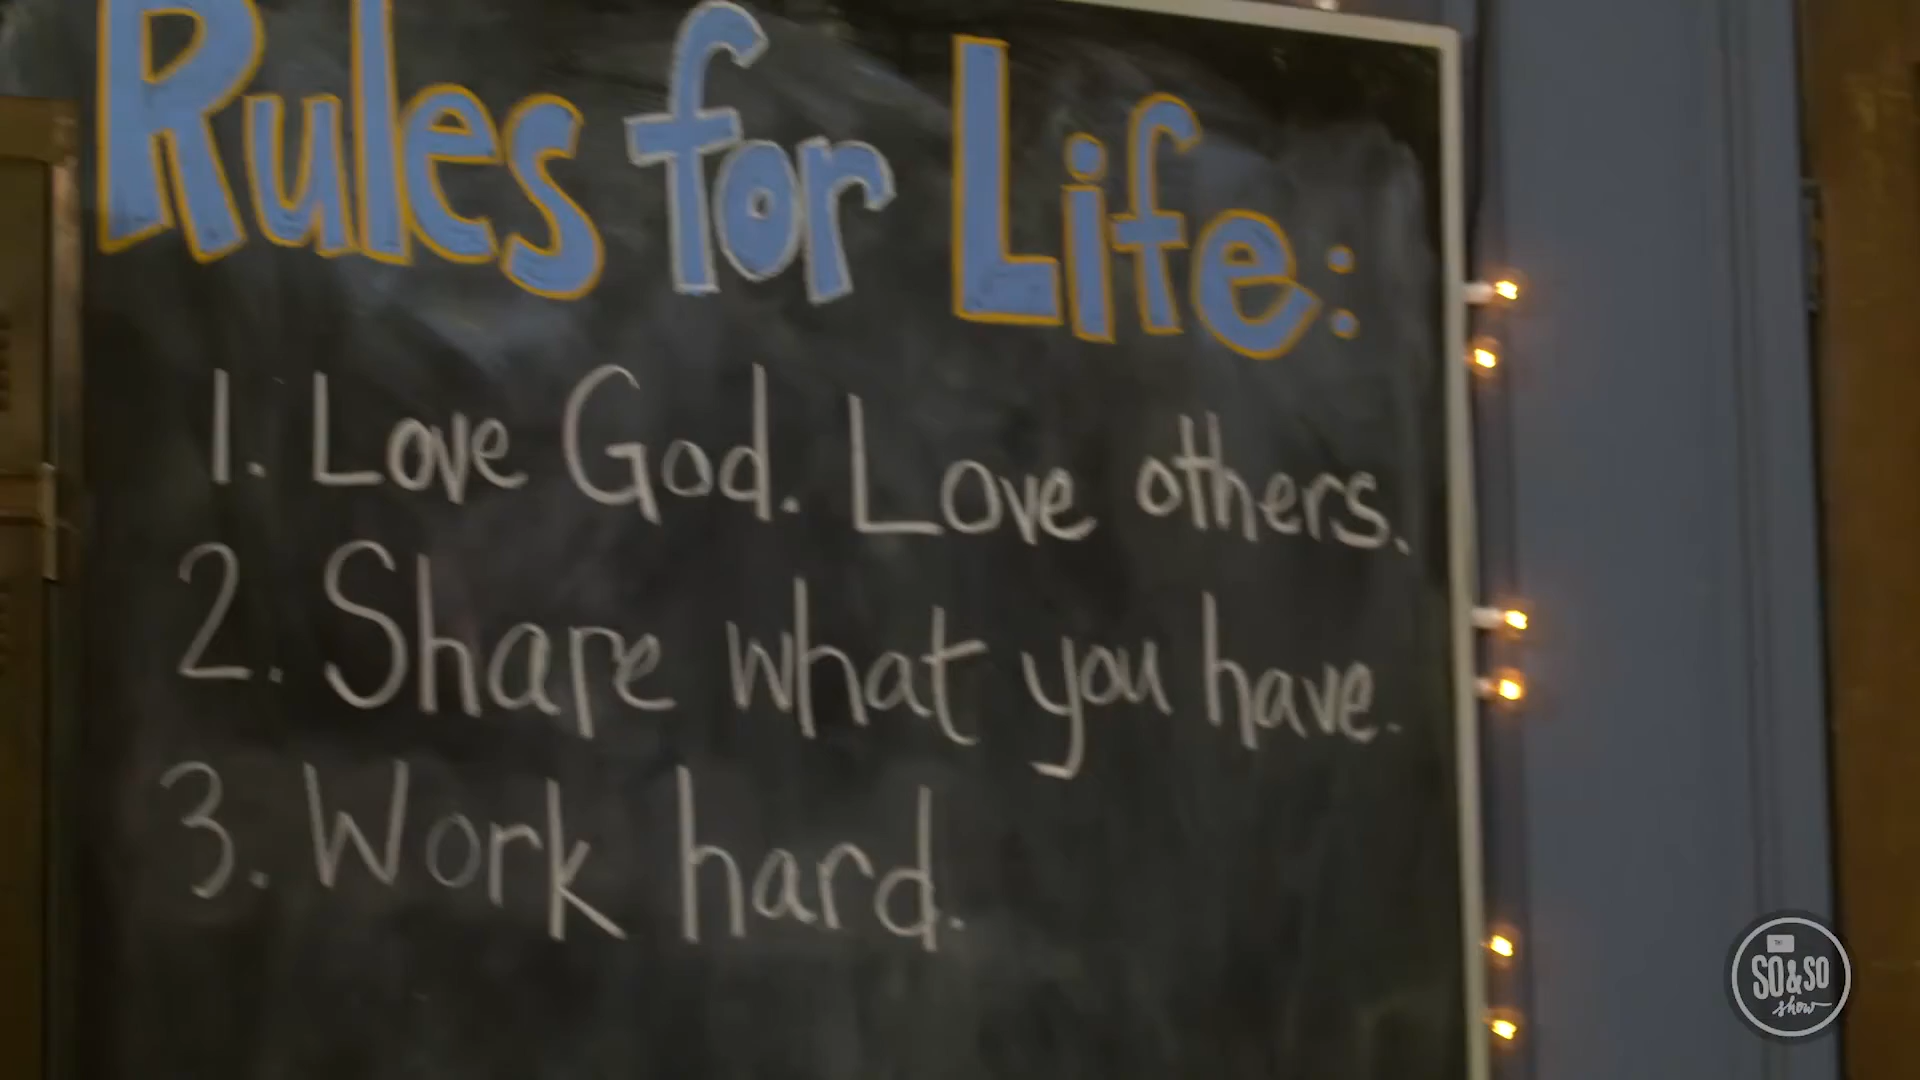 Rules for Life:
1. Love God. Love others.
2. Share what you have.
3. Work hard.
SO&SO
show